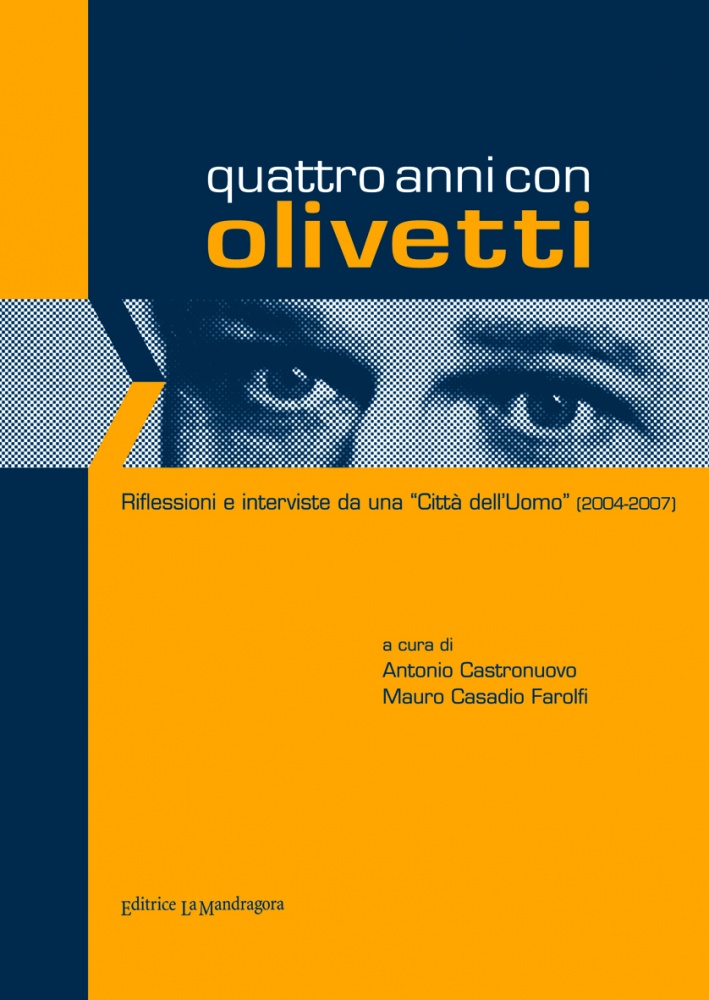 quattro anni con
olivetti
Riflessioni e interviste da una “Città dell’Uomo” (2004-2007)
a cura di
Antonio Castronuovo
Mauro Casadio Farolfi
Editrice La Mandragora